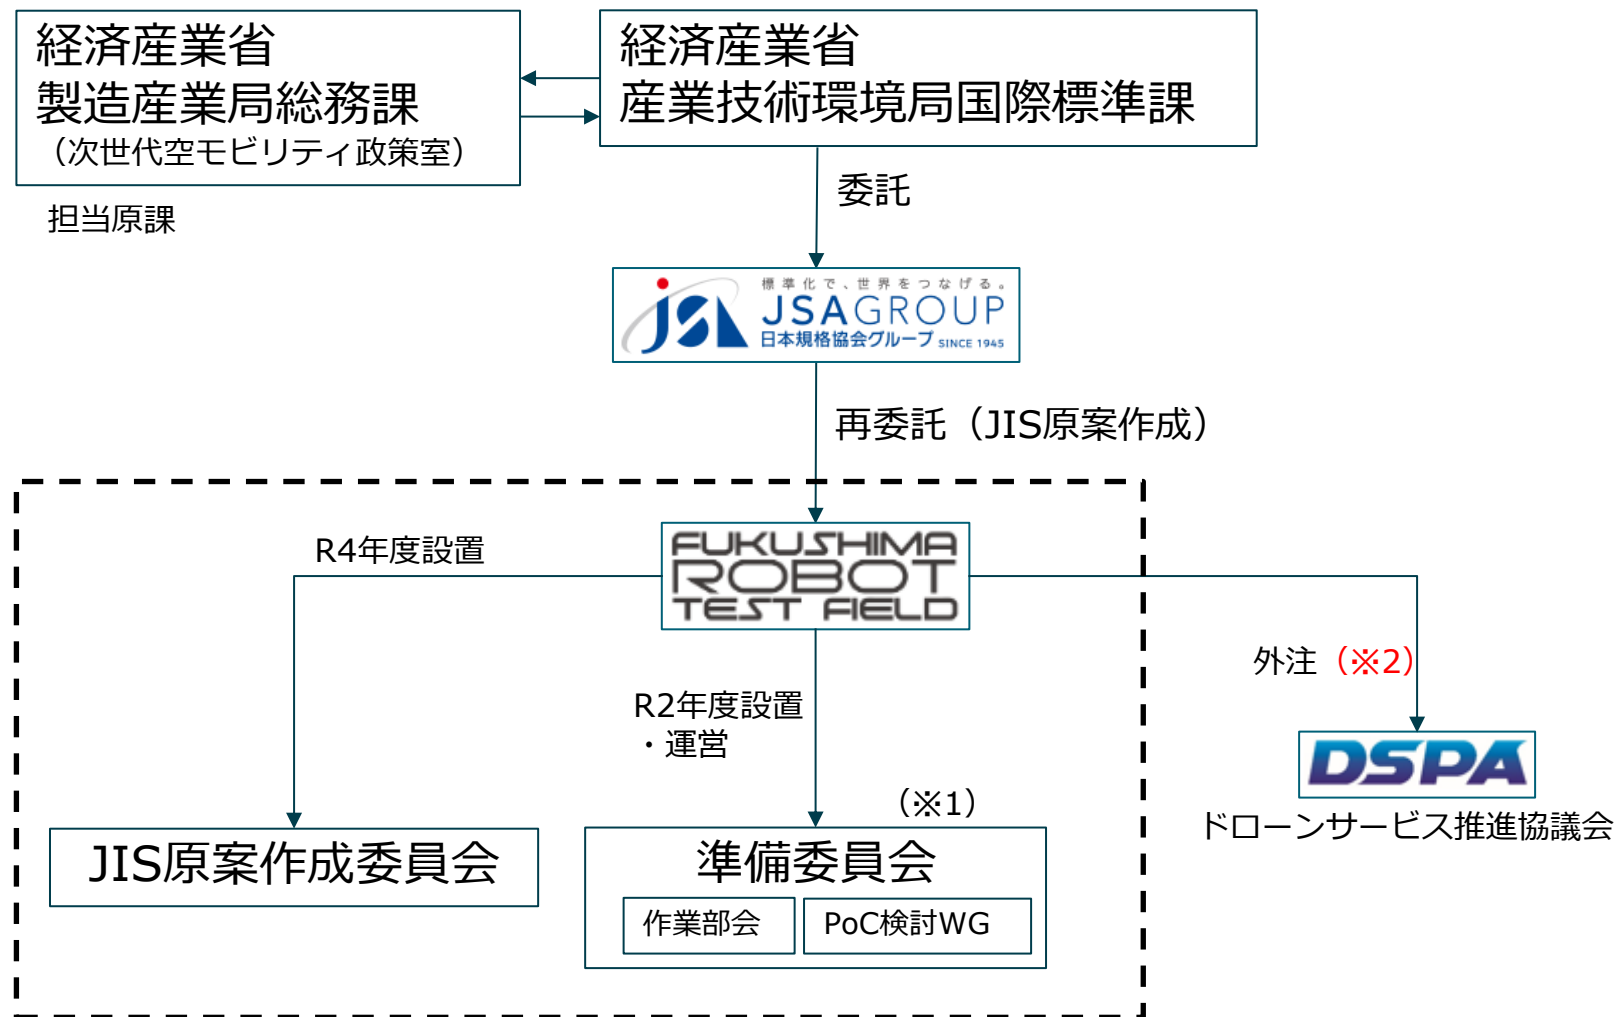 経済産業省
製造産業局総務課
（次世代空モビリティ政策室）
経済産業省
産業技術環境局国際標準課
担当原課
委託
標準化で、世界をつなげる。
JSA
JSAGROUP
日本規格協会グループ SINCE 1945
再委託（JIS原案作成）
FUKUSHIMA
ROBOT
TEST FIELD
R4年度設置
外注（※2）
R2年度設置
・運営
DSPA
ドローンサービス推進協議会
（※1）
JIS原案作成委員会
準備委員会
作業部会
PoC検討WG